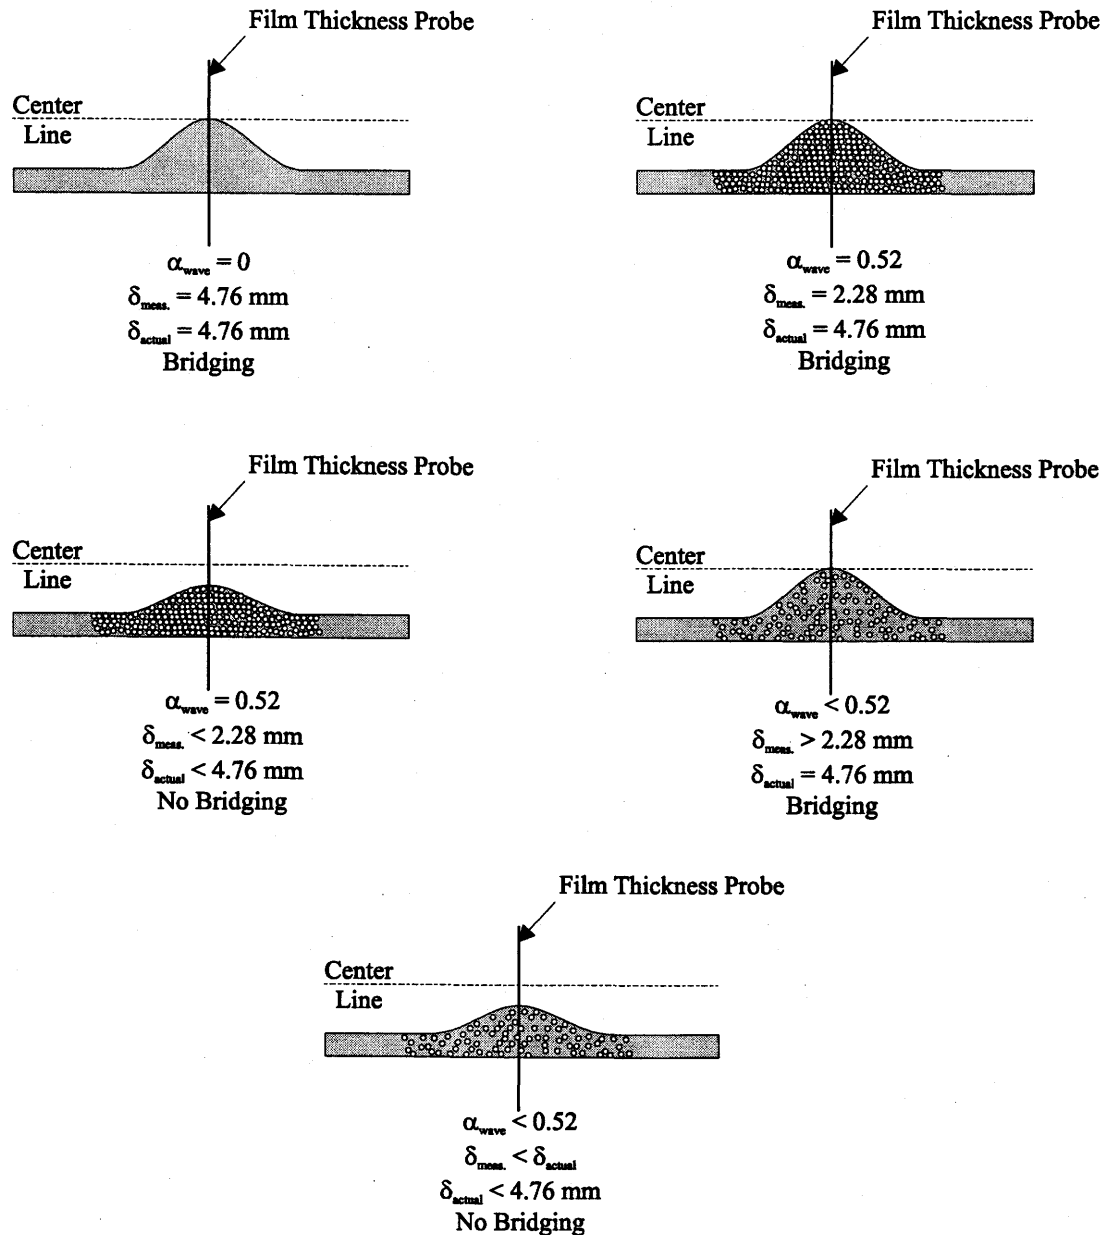 Film Thickness Probe
Center
Line
α_wave = 0
δ_meas. = 4.76 mm
δ_actual = 4.76 mm
Bridging
Film Thickness Probe
Center
Line
α_wave = 0.52
δ_meas. = 2.28 mm
δ_actual = 4.76 mm
Bridging
Film Thickness Probe
Center
Line
α_wave = 0.52
δ_meas. < 2.28 mm
δ_actual < 4.76 mm
No Bridging
Film Thickness Probe
Center
Line
α_wave < 0.52
δ_meas. > 2.28 mm
δ_actual = 4.76 mm
Bridging
Film Thickness Probe
Center
Line
α_wave < 0.52
δ_meas. < δ_actual
δ_actual < 4.76 mm
No Bridging